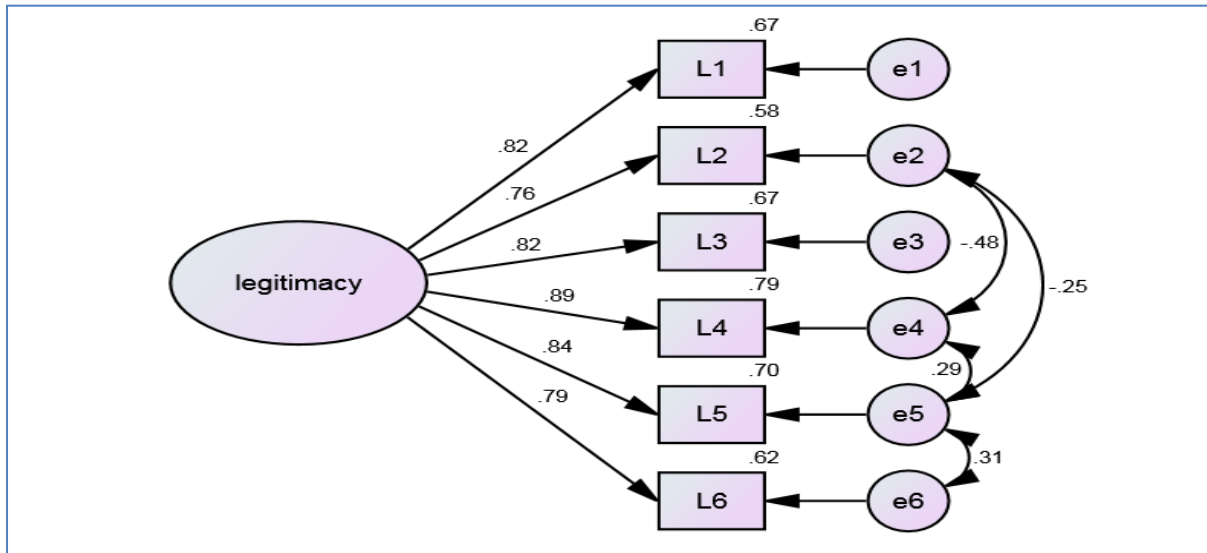 .67
L1
e1
.82
.58
L2
e2
.76
.67
L3
e3
.82
-.48
.79
legitimacy
-.25
.89
L4
e4
.84
.70
.29
.79
L5
e5
.62
.31
L6
e6